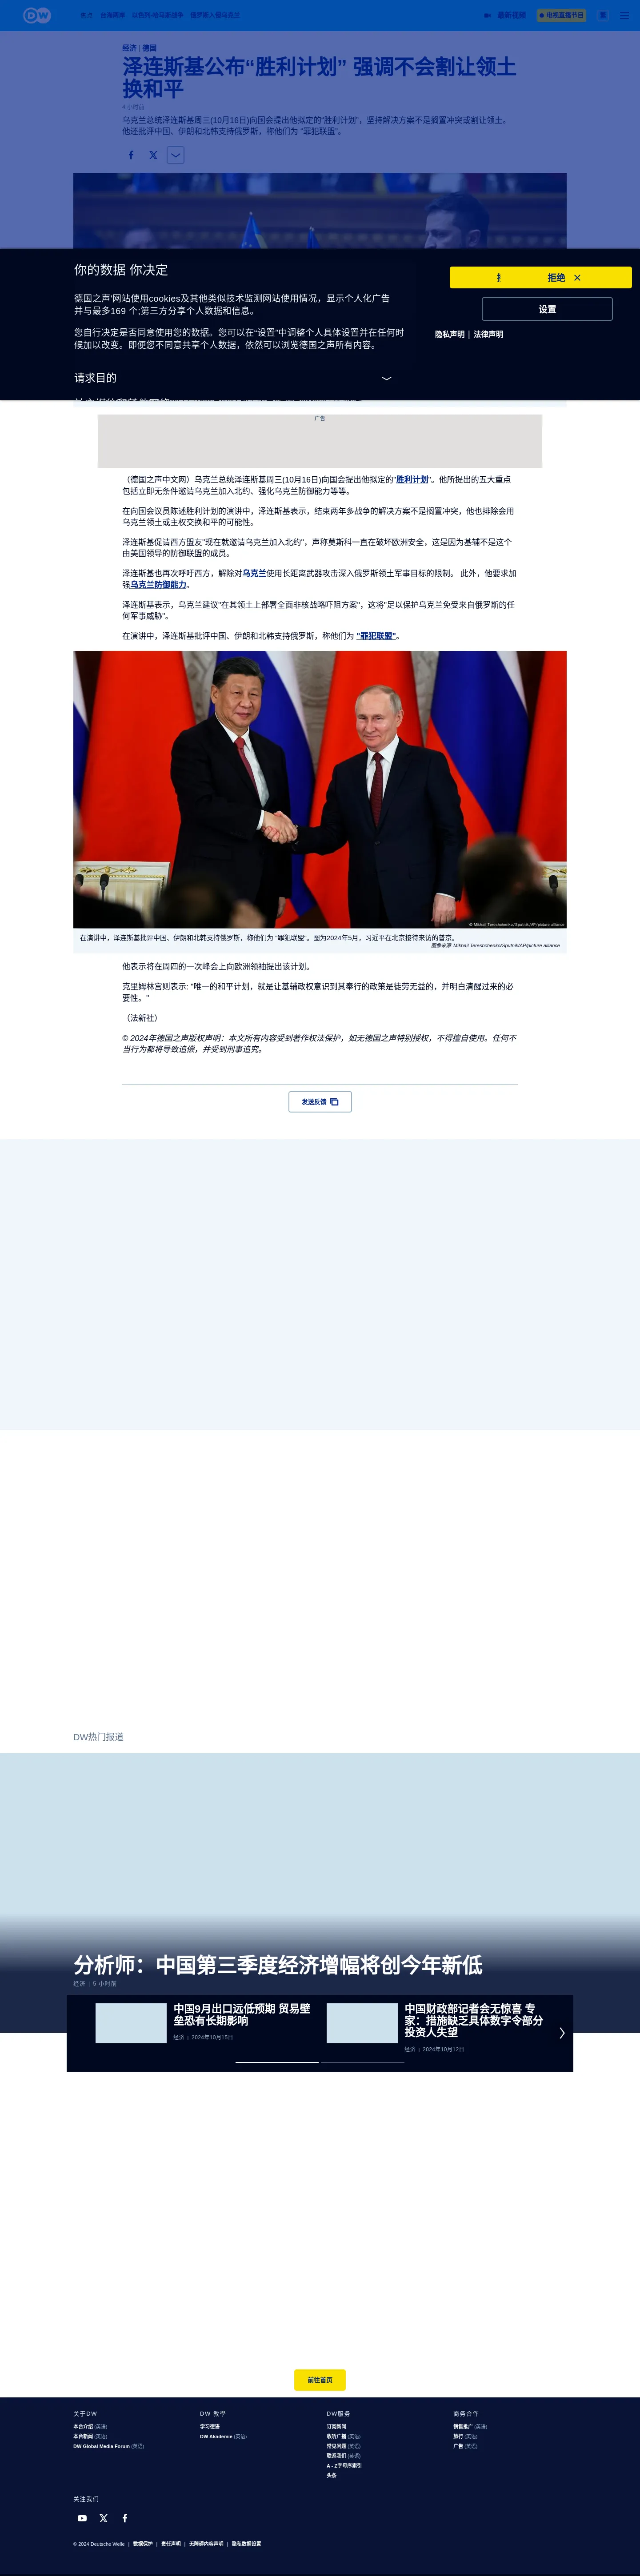 DW
首页 台海两岸 以色列-哈马斯战争 俄罗斯入侵乌克兰
最新视频
电视直播节目
经济 | 德国
泽连斯基公布“胜利计划” 强调不会割让领土
换和平
乌克兰总统泽连斯基周三(10月16日)向国会提出他拟定的“胜利计划”，坚持解决方案不是搁置冲突或割让领土。
他还批评中国、伊朗和北韩支持俄罗斯，称他们为 “罪犯联盟”。
你的数据 你决定
拒绝
德国之声‘网站使用cookies及其他类似技术监测网站使用情况，显示个人化广告
并与最多169 个;第三方分享个人数据和信息。
设置
您自行决定是否同意使用您的数据。您可以在“设置”中调整个人具体设置并在任何时
候加以改变。即便您不同意共享个人数据，依然可以浏览德国之声所有内容。
隐私声明 | 法律声明
请求目的
广告
（德国之声中文网）乌克兰总统泽连斯基周三(10月16日)向国会提出他拟定的“胜利计划”。他所提出的五大重点
包括立即无条件邀请乌克兰加入北约、强化乌克兰防御能力等等。
在向国会议员陈述胜利计划的演讲中，泽连斯基表示，结束两年多战争的解决方案不是搁置冲突，他也排除会用
乌克兰领土或主权交换和平的可能性。
泽连斯基促请西方盟友"现在就邀请乌克兰加入北约"，声称莫斯科一直在破坏欧洲安全，这是因为基辅不是这个
由美国领导的防御联盟的成员。
泽连斯基也再次呼吁西方，解除对乌克兰使用长距离武器攻击深入俄罗斯领土军事目标的限制。 此外，他要求加
强乌克兰防御能力。
泽连斯基表示，乌克兰建议"在其领土上部署全面非核战略吓阻方案"，这将"足以保护乌克兰免受来自俄罗斯的任
何军事威胁"。
在演讲中，泽连斯基批评中国、伊朗和北韩支持俄罗斯，称他们为 "罪犯联盟"。
© Mikhail Tereshchenko/Sputnik/AP/picture alliance
在演讲中，泽连斯基批评中国、伊朗和北韩支持俄罗斯，称他们为 “罪犯联盟”。图为2024年5月，习近平在北京接待来访的普京。
图像来源: Mikhail Tereshchenko/Sputnik/AP/picture alliance
他表示将在周四的一次峰会上向欧洲领袖提出该计划。
克里姆林宫则表示: "唯一的和平计划，就是让基辅政权意识到其奉行的政策是徒劳无益的，并明白清醒过来的必
要性。"
（法新社）
© 2024年德国之声版权声明：本文所有内容受到著作权法保护，如无德国之声特别授权，不得擅自使用。任何不
当行为都将导致追偿，并受到刑事追究。
发送反馈
DW热门报道
分析师：中国第三季度经济增幅将创今年新低
经济 | 5 小时前
中国9月出口远低预期 贸易壁
垒恐有长期影响
经济 | 2024年10月15日
中国财政部记者会无惊喜 专
家：措施缺乏具体数字令部分
投资人失望
经济 | 2024年10月12日
前往首页
关于DW
本台介绍 (英语)
本台新闻 (英语)
DW Global Media Forum (英语)
DW 教學
学习德语
DW Akademie (英语)
DW服务
订阅新闻
收听广播 (英语)
常见问题 (英语)
联系我们 (英语)
A - Z字母序索引
头条
商务合作
销售推广 (英语)
旅行 (英语)
广告 (英语)
关注我们
© 2024 Deutsche Welle | 数据保护 | 责任声明 | 无障碍内容声明 | 隐私数据设置